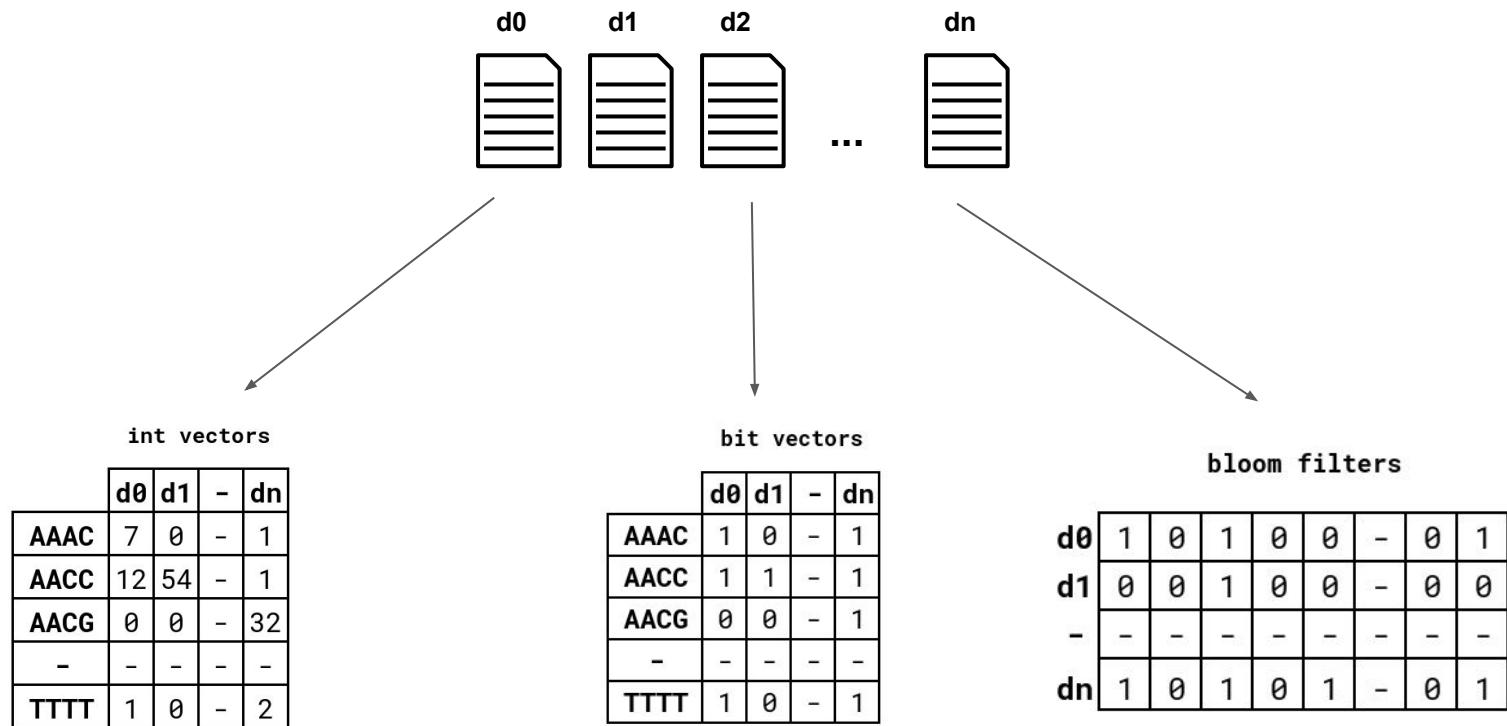 d0 d1 d2 ... dn
int vectors
d0 d1 - dn
AAAC 7 0 - 1
AACC 12 54 - 1
AACG 0 0 - 32
- - - - -
TTTT 1 0 - 2
bit vectors
d0 d1 - dn
AAAC 1 0 - 1
AACC 1 1 - 1
AACG 0 0 - 1
- - - - -
TTTT 1 0 - 1
bloom filters
d0 1 0 1 0 0 - 0 1
d1 0 0 1 0 0 - 0 0
- - - - - - - - -
dn 1 0 1 0 1 - 0 1